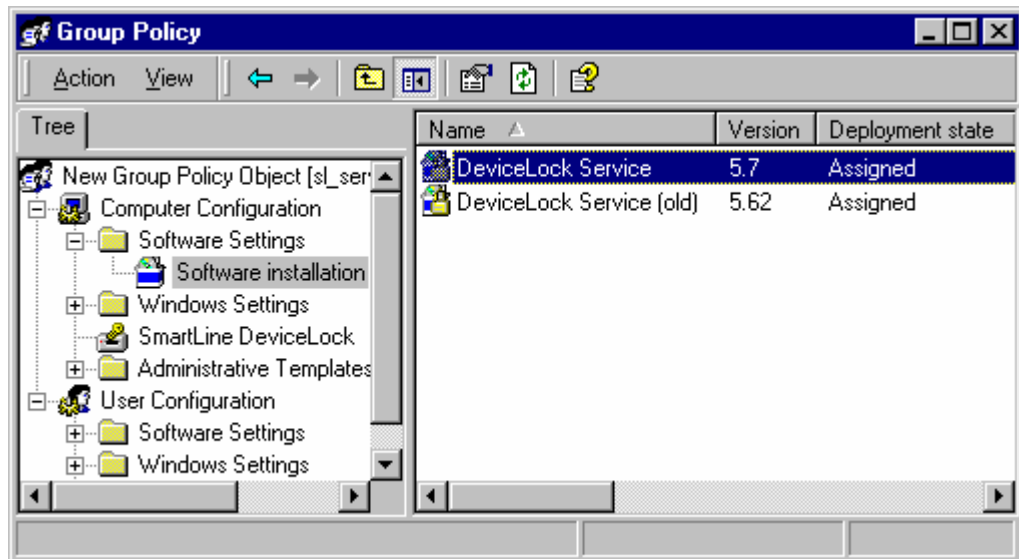 Group Policy
Action View
Tree
New Group Policy Object [sl_ser
Computer Configuration
Software Settings
Software installation
Windows Settings
SmartLine DeviceLock
Administrative Templates
User Configuration
Software Settings
Windows Settings
Name Version Deployment state
DeviceLock Service 5.7 Assigned
DeviceLock Service (old) 5.62 Assigned